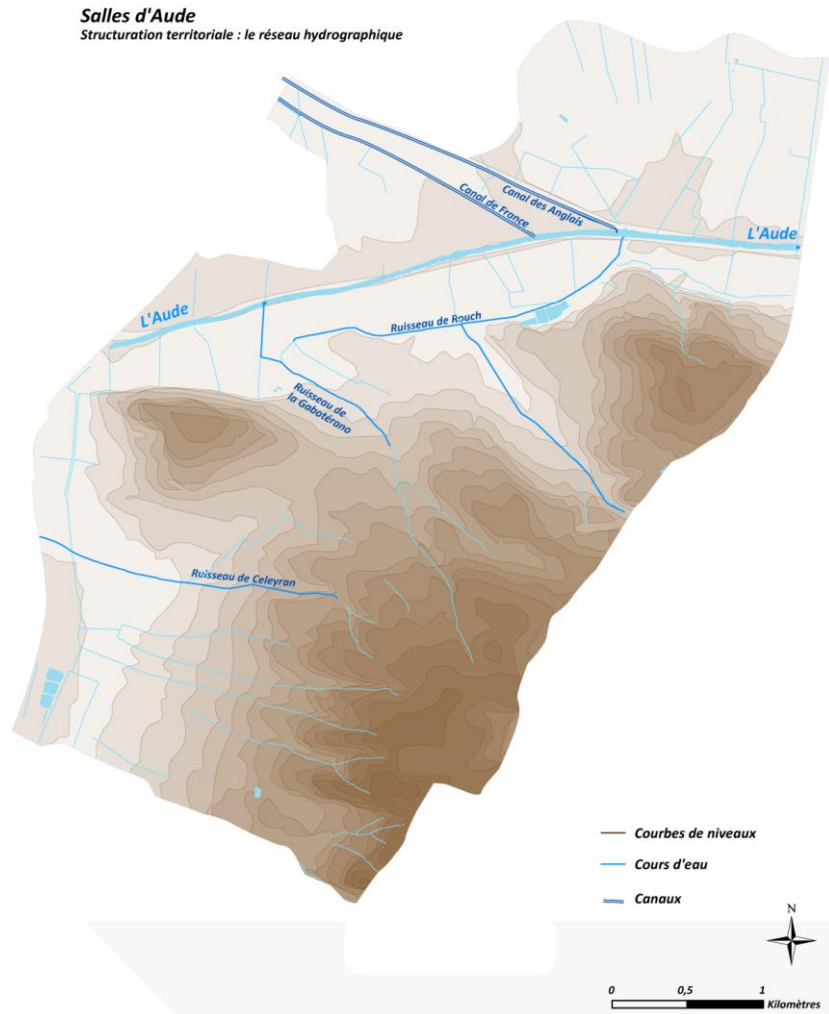 Salles d'Aude
Structuration territoriale : le réseau hydrographique
Canal des Anglais
Canal de France
L'Aude
L'Aude
Ruisseau de Rouch
Ruisseau de
la Gabotérano
Ruisseau de Celeyran
Courbes de niveaux
Cours d'eau
Canaux
N
0 0,5 1
Kilomètres